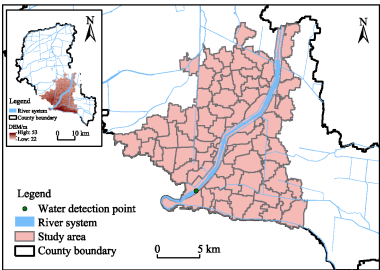 N
Legend
River system
County boundary
DEM/m
High: 53
Low: 22
0 10 km
N
Legend
Water detection point
River system
Study area
County boundary
0 5 km